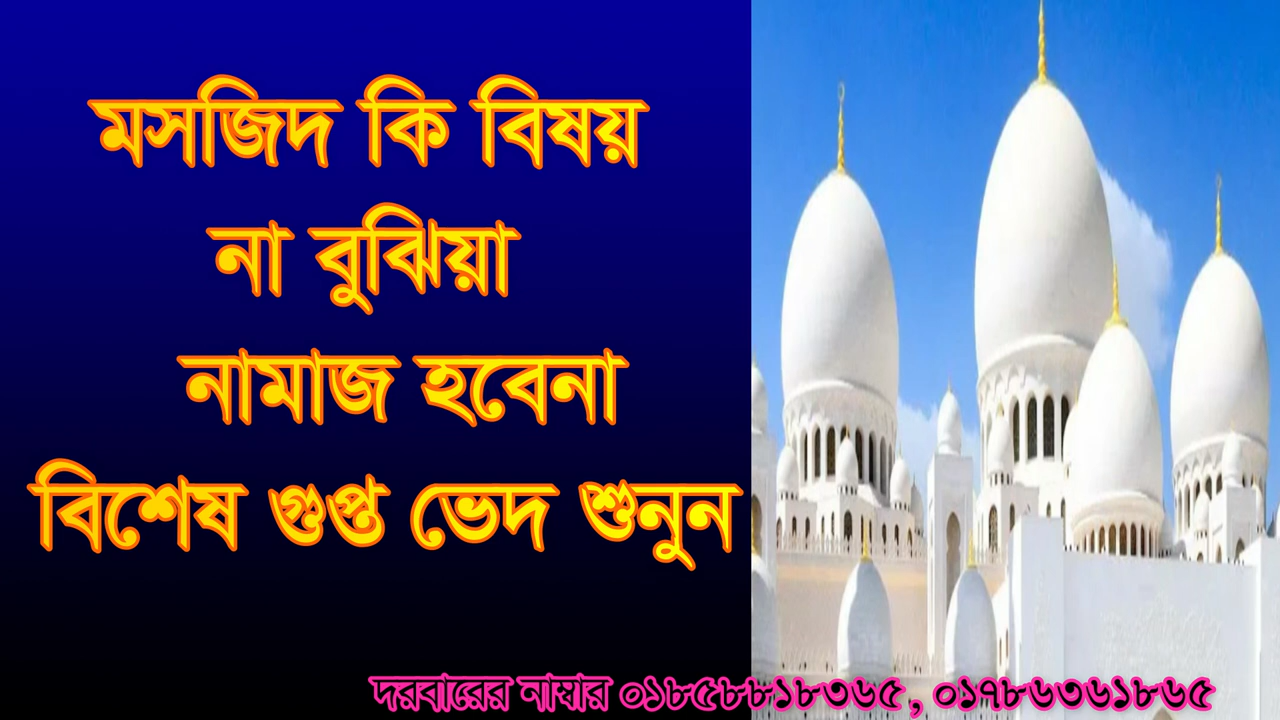 মসজিদ কি বিষয়
না বুঝিয়া
নামাজ হবেনা
বিশেষ গুপ্ত ভেদ শুনুন
দরবারের নাম্বার ০১৮৫৮৮১৮৩৬৫, ০১৭৮৬৩৬১৮৬৫